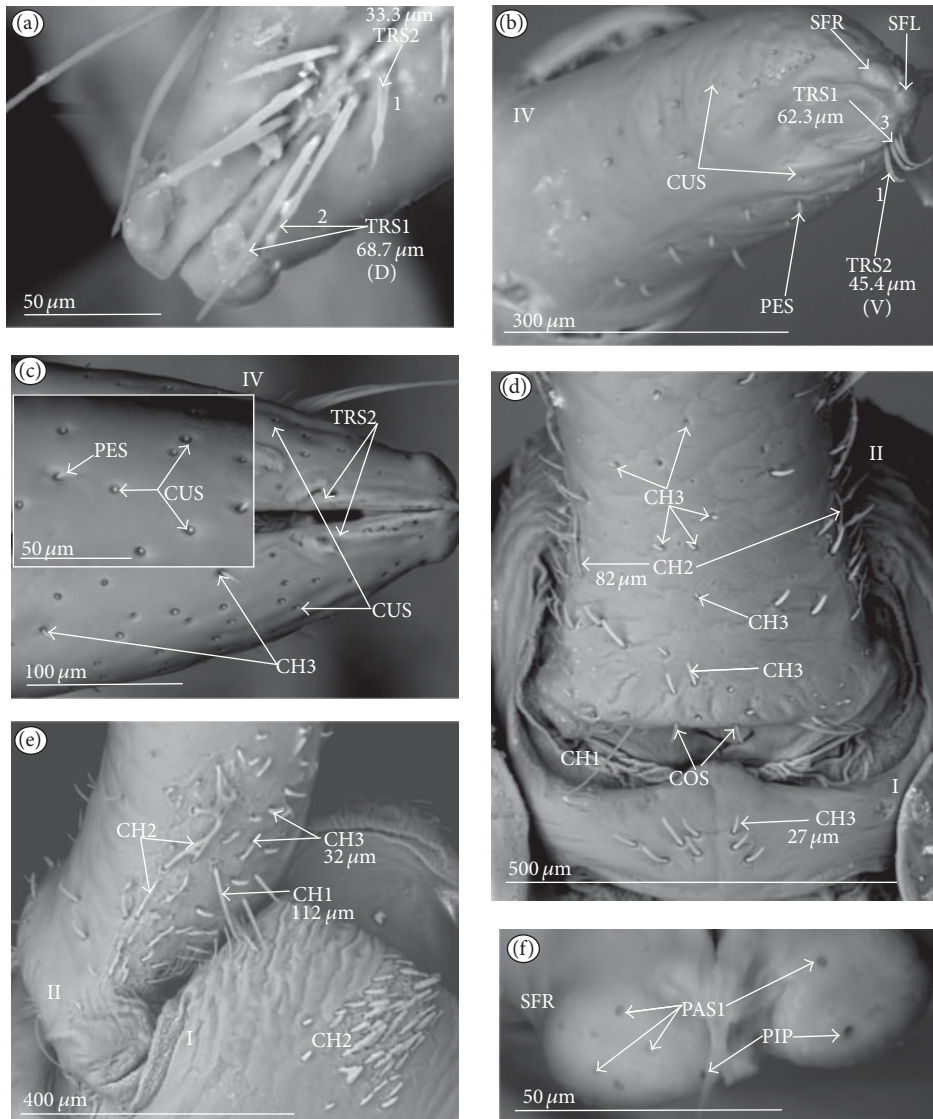 (a)
33.3 µm
TRS2
1
2
TRS1
68.7 µm
(D)
50 µm
(b)
SFR
SFL
IV
TRS1
62.3 µm
3
CUS
1
TRS2
45.4 µm
(V)
PES
300 µm
(c)
IV
TRS2
PES
CUS
50 µm
CUS
CH3
100 µm
(d)
II
CH3
CH2
82 µm
CH3
CH3
CH1
COS
I
CH3
27 µm
500 µm
(e)
CH2
CH3
32 µm
CH1
112 µm
II
I
CH2
400 µm
(f)
SFR
PAS1
PIP
50 µm